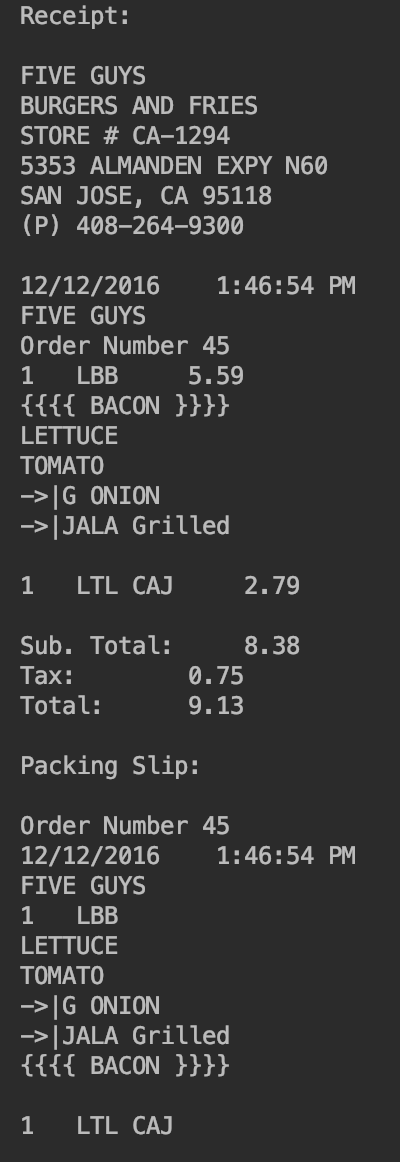 Receipt:
FIVE GUYS
BURGERS AND FRIES
STORE # CA-1294
5353 ALMANDEN EXPY N60
SAN JOSE, CA 95118
(P) 408-264-9300
12/12/2016    1:46:54 PM
FIVE GUYS
Order Number 45
1   LBB     5.59
{{{{ BACON }}}}
LETTUCE
TOMATO
->|G ONION
->|JALA Grilled
1   LTL CAJ     2.79
Sub. Total:     8.38
Tax:        0.75
Total:      9.13
Packing Slip:
Order Number 45
12/12/2016    1:46:54 PM
FIVE GUYS
1   LBB
LETTUCE
TOMATO
->|G ONION
->|JALA Grilled
{{{{ BACON }}}}
1   LTL CAJ